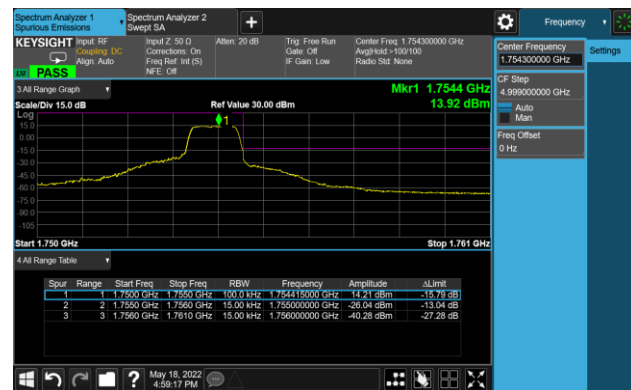 Spectrum Analyzer 1
Spurious Emissions
Spectrum Analyzer 2
Swept SA
+
Frequency
KEYSIGHT
Input: RF
Coupling: DC
Align: Auto
Input Z: 50 Ω
Corrections: On
Freq Ref: Int (S)
NFE: Off
Atten: 20 dB
Trig: Free Run
Gate: Off
IF Gain: Low
Center Freq: 1.754300000 GHz
Avg|Hold:>100/100
Radio Std: None
LM PASS
Center Frequency
1.754300000 GHz
Settings
CF Step
4.999000000 GHz
Auto
Man
Freq Offset
0 Hz
3 All Range Graph
Mkr1 1.7544 GHz
Scale/Div 15.0 dB
Ref Value 30.00 dBm
13.92 dBm
Log
15.0
0.00
-15.0
-30.0
-45.0
-60.0
-75.0
-90.0
-105
1
Start 1.750 GHz
Stop 1.761 GHz
4 All Range Table
Spur Range Start Freq Stop Freq RBW Frequency Amplitude ΔLimit
1 1 1.7500 GHz 1.7550 GHz 100.0 kHz 1.754415000 GHz 14.21 dBm -15.79 dB
2 2 1.7550 GHz 1.7560 GHz 15.00 kHz 1.755000000 GHz -26.04 dBm -13.04 dB
3 3 1.7560 GHz 1.7610 GHz 15.00 kHz 1.756000000 GHz -40.28 dBm -27.28 dB
?
May 18, 2022
4:59:17 PM